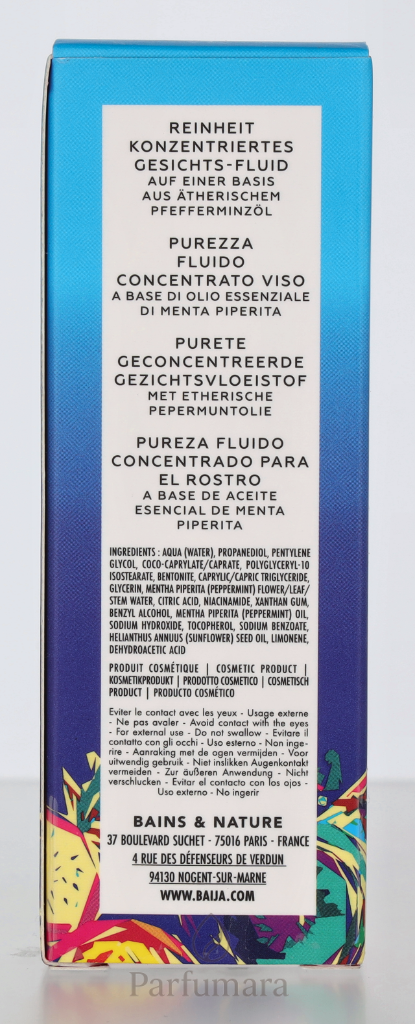 REINHEIT
KONZENTRIERTES
GESICHTS-FLUID
AUF EINER BASIS
AUS ÄTHERISCHEM
PFEFFERMINZÖL
PUREZZA
FLUIDO
CONCENTRATO VISO
A BASE DI OLIO ESSENZIALE
DI MENTA PIPERITA
PURETE
GECONCENTREERDE
GEZICHTSVLOEISTOF
MET ETHERISCHE
PEPERMUNTOLIE
PUREZA FLUIDO
CONCENTRADO PARA
EL ROSTRO
A BASE DE ACEITE
ESENCIAL DE MENTA
PIPERITA
INGREDIENTS : AQUA (WATER), PROPANEDIOL, PENTYLENE
GLYCOL, COCO-CAPRYLATE/CAPRATE, POLYGLYCERYL-10
ISOSTEARATE, BENTONITE, CAPRYLIC/CAPRIC TRIGLYCERIDE,
GLYCERIN, MENTHA PIPERITA (PEPPERMINT) FLOWER/LEAF/
STEM WATER, CITRIC ACID, NIACINAMIDE, XANTHAN GUM,
BENZYL ALCOHOL, MENTHA PIPERITA (PEPPERMINT) OIL,
SODIUM HYDROXIDE, TOCOPHEROL, SODIUM BENZOATE,
HELIANTHUS ANNUUS (SUNFLOWER) SEED OIL, LIMONENE,
DEHYDROACETIC ACID
PRODUIT COSMÉTIQUE | COSMETIC PRODUCT |
KOSMETIKPRODUKT | PRODOTTO COSMETICO | COSMETISCH
PRODUCT | PRODUCTO COSMÉTICO
Eviter le contact avec les yeux - Usage externe
- Ne pas avaler - Avoid contact with the eyes
- For external use - Do not swallow - Evitare il
contatto con gli occhi - Uso esterno - Non inge-
rire - Aanraking met de ogen vermijden - Voor
uitwendig gebruik - Niet inslikken Augenkontakt
vermeiden - Zur äußeren Anwendung - Nicht
verschlucken - Evitar el contacto con los ojos -
Uso externo - No ingerir
BAINS & NATURE
37 BOULEVARD SUCHET - 75016 PARIS - FRANCE
4 RUE DES DÉFENSEURS DE VERDUN
94130 NOGENT-SUR-MARNE
WWW.BAIJA.COM
Parfumara